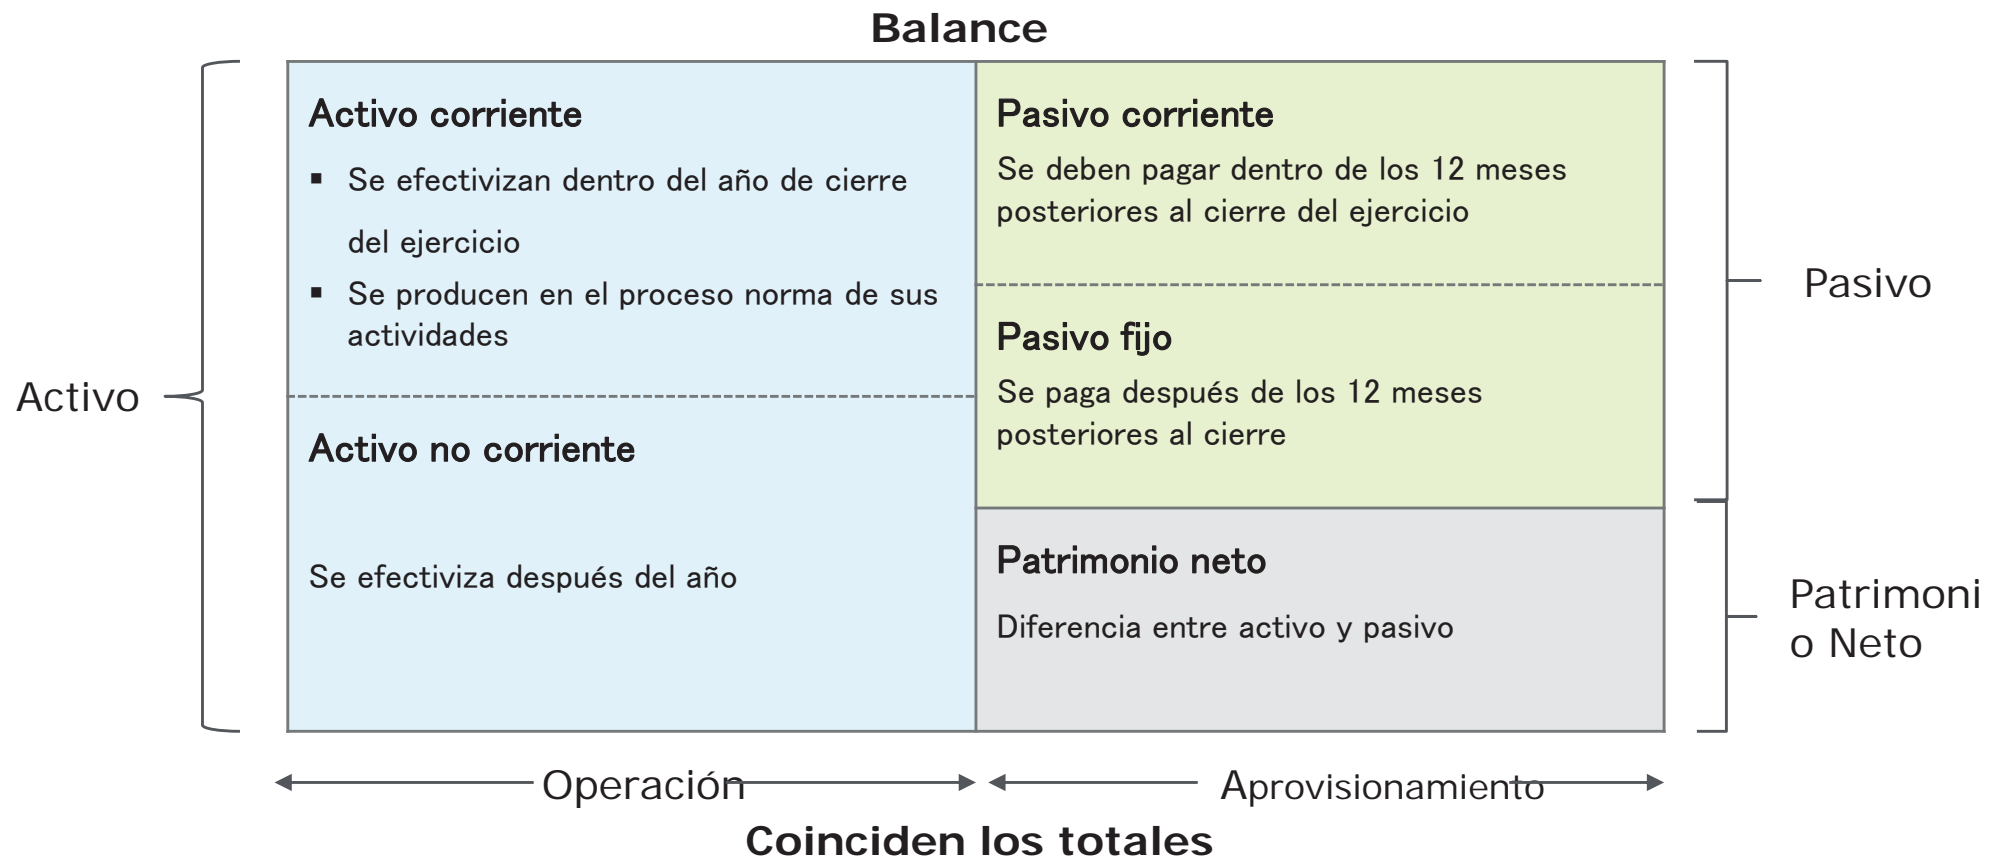 Balance
Activo
Activo corriente
▪ Se efectivizan dentro del año de cierre
del ejercicio
▪ Se producen en el proceso norma de sus
actividades
Activo no corriente
Se efectiviza después del año
Pasivo corriente
Se deben pagar dentro de los 12 meses
posteriores al cierre del ejercicio
Pasivo fijo
Se paga después de los 12 meses
posteriores al cierre
Patrimonio neto
Diferencia entre activo y pasivo
Pasivo
Patrimoni
o Neto
Operación
Aprovisionamiento
Coinciden los totales